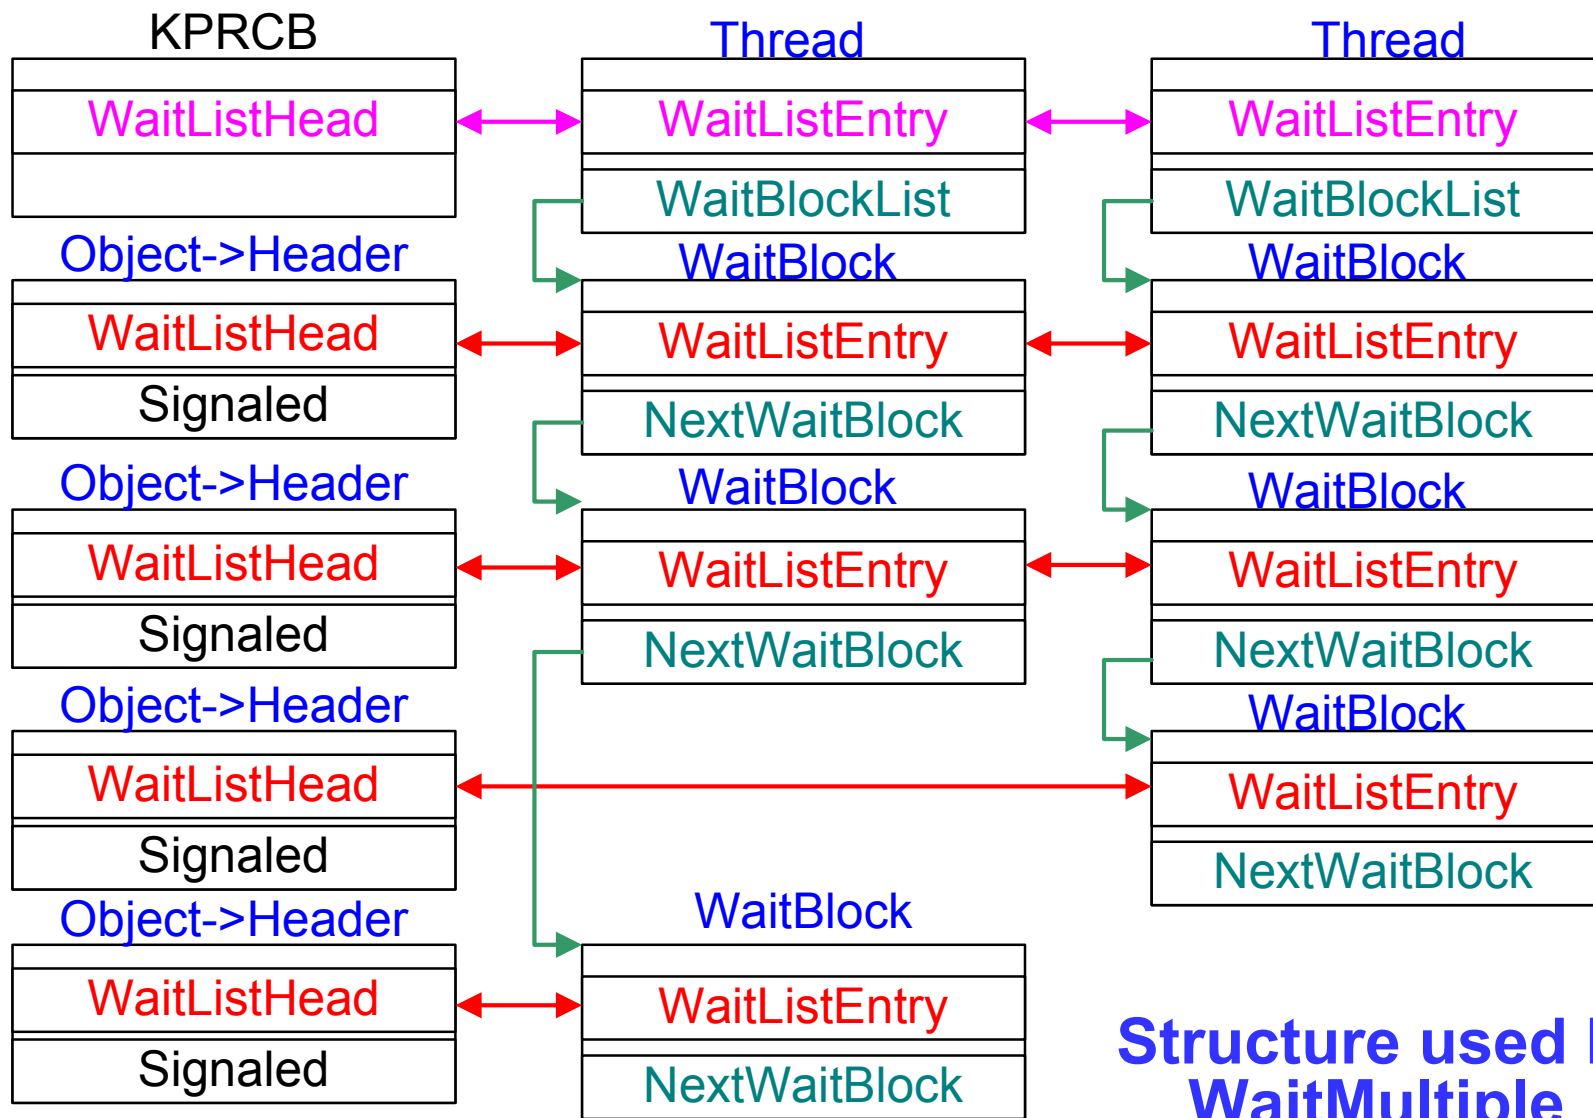 KPRCB
Thread
Thread
WaitListHead
WaitListEntry
WaitListEntry
WaitBlockList
WaitBlockList
Object->Header
WaitBlock
WaitBlock
WaitListHead
WaitListEntry
WaitListEntry
Signaled
NextWaitBlock
NextWaitBlock
Object->Header
WaitBlock
WaitBlock
WaitListHead
WaitListEntry
WaitListEntry
Signaled
NextWaitBlock
NextWaitBlock
Object->Header
WaitBlock
WaitListHead
WaitListEntry
Signaled
NextWaitBlock
Object->Header
WaitBlock
WaitListHead
WaitListEntry
Signaled
NextWaitBlock
Structure used
WaitMultiple